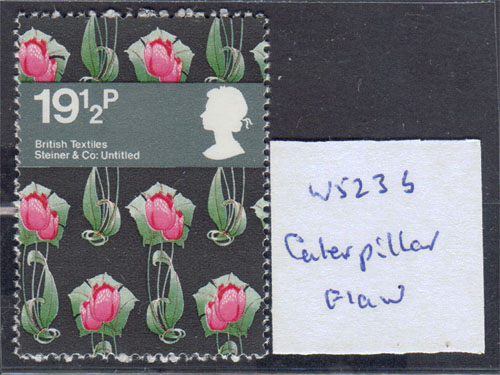 19½P
British Textiles
Steiner & Co: Untitled
W523b
Caterpillar
Flaw